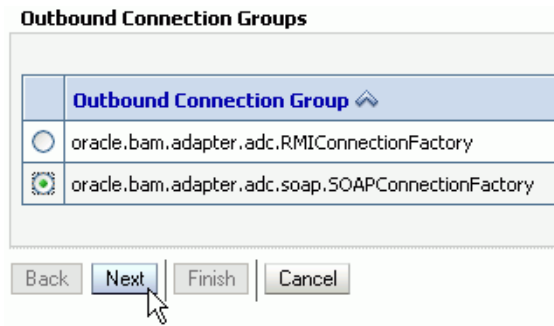 Outbound Connection Groups
Outbound Connection Group
oracle.bam.adapter.adc.RMIConnectionFactory
oracle.bam.adapter.adc.soap.SOAPConnectionFactory
Back Next Finish Cancel